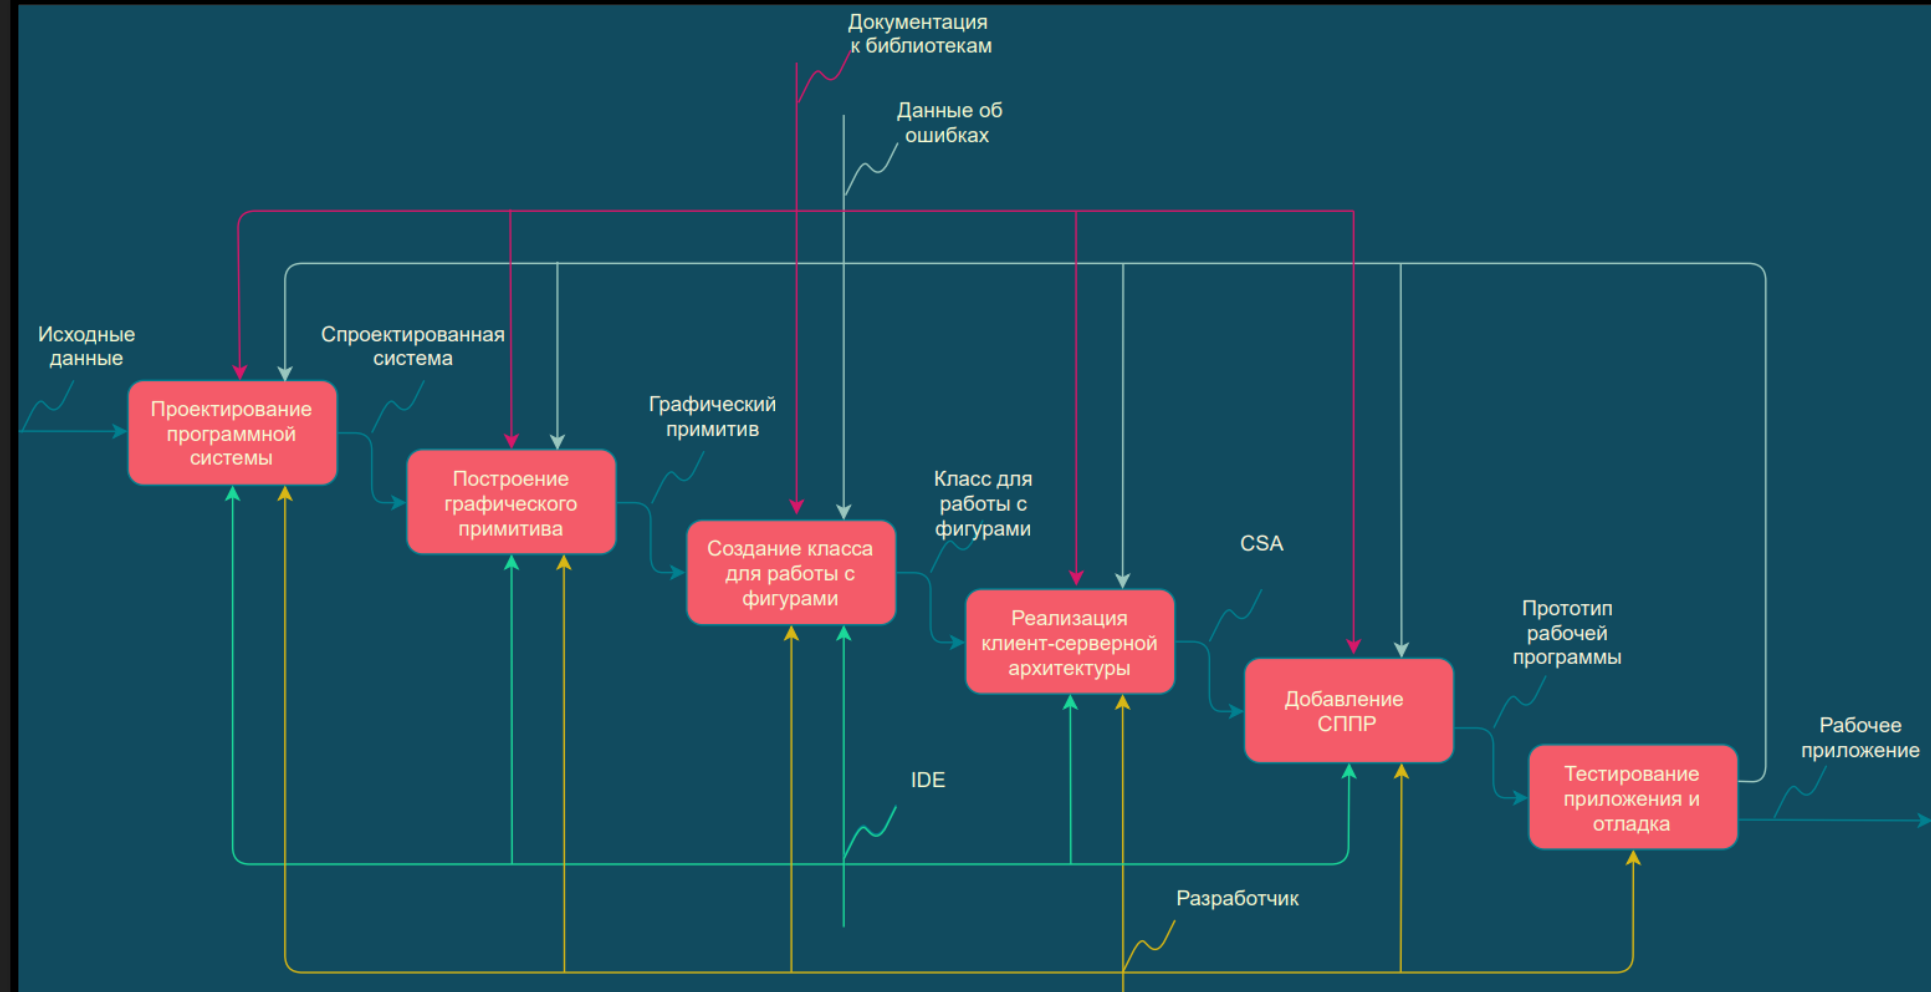 Документация
к библиотекам
Данные об
ошибках
Исходные
данные
Спроектированная
система
Проектирование
программной
системы
Графический
примитив
Построение
графического
примитива
Класс для
работы с
фигурами
Создание класса
для работы с
фигурами
CSA
Реализация
клиент-серверной
архитектуры
Прототип
рабочей
программы
Добавление
СППР
Рабочее
приложение
Тестирование
приложения и
отладка
IDE
Разработчик